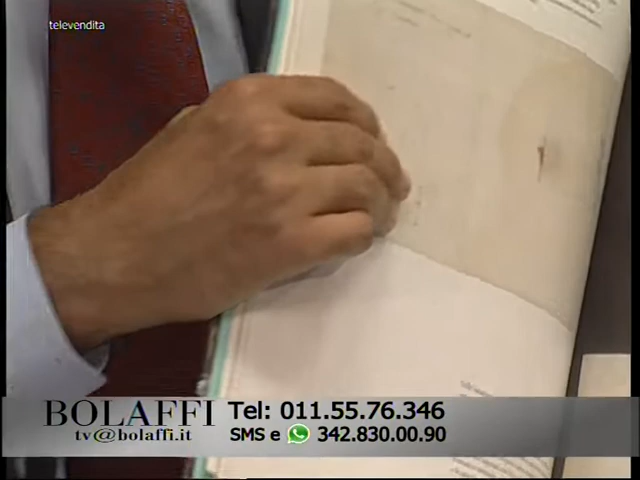 televendita
BOLAFFI
tv@bolaffi.it
Tel: 011.55.76.346
SMS e 342.830.00.90